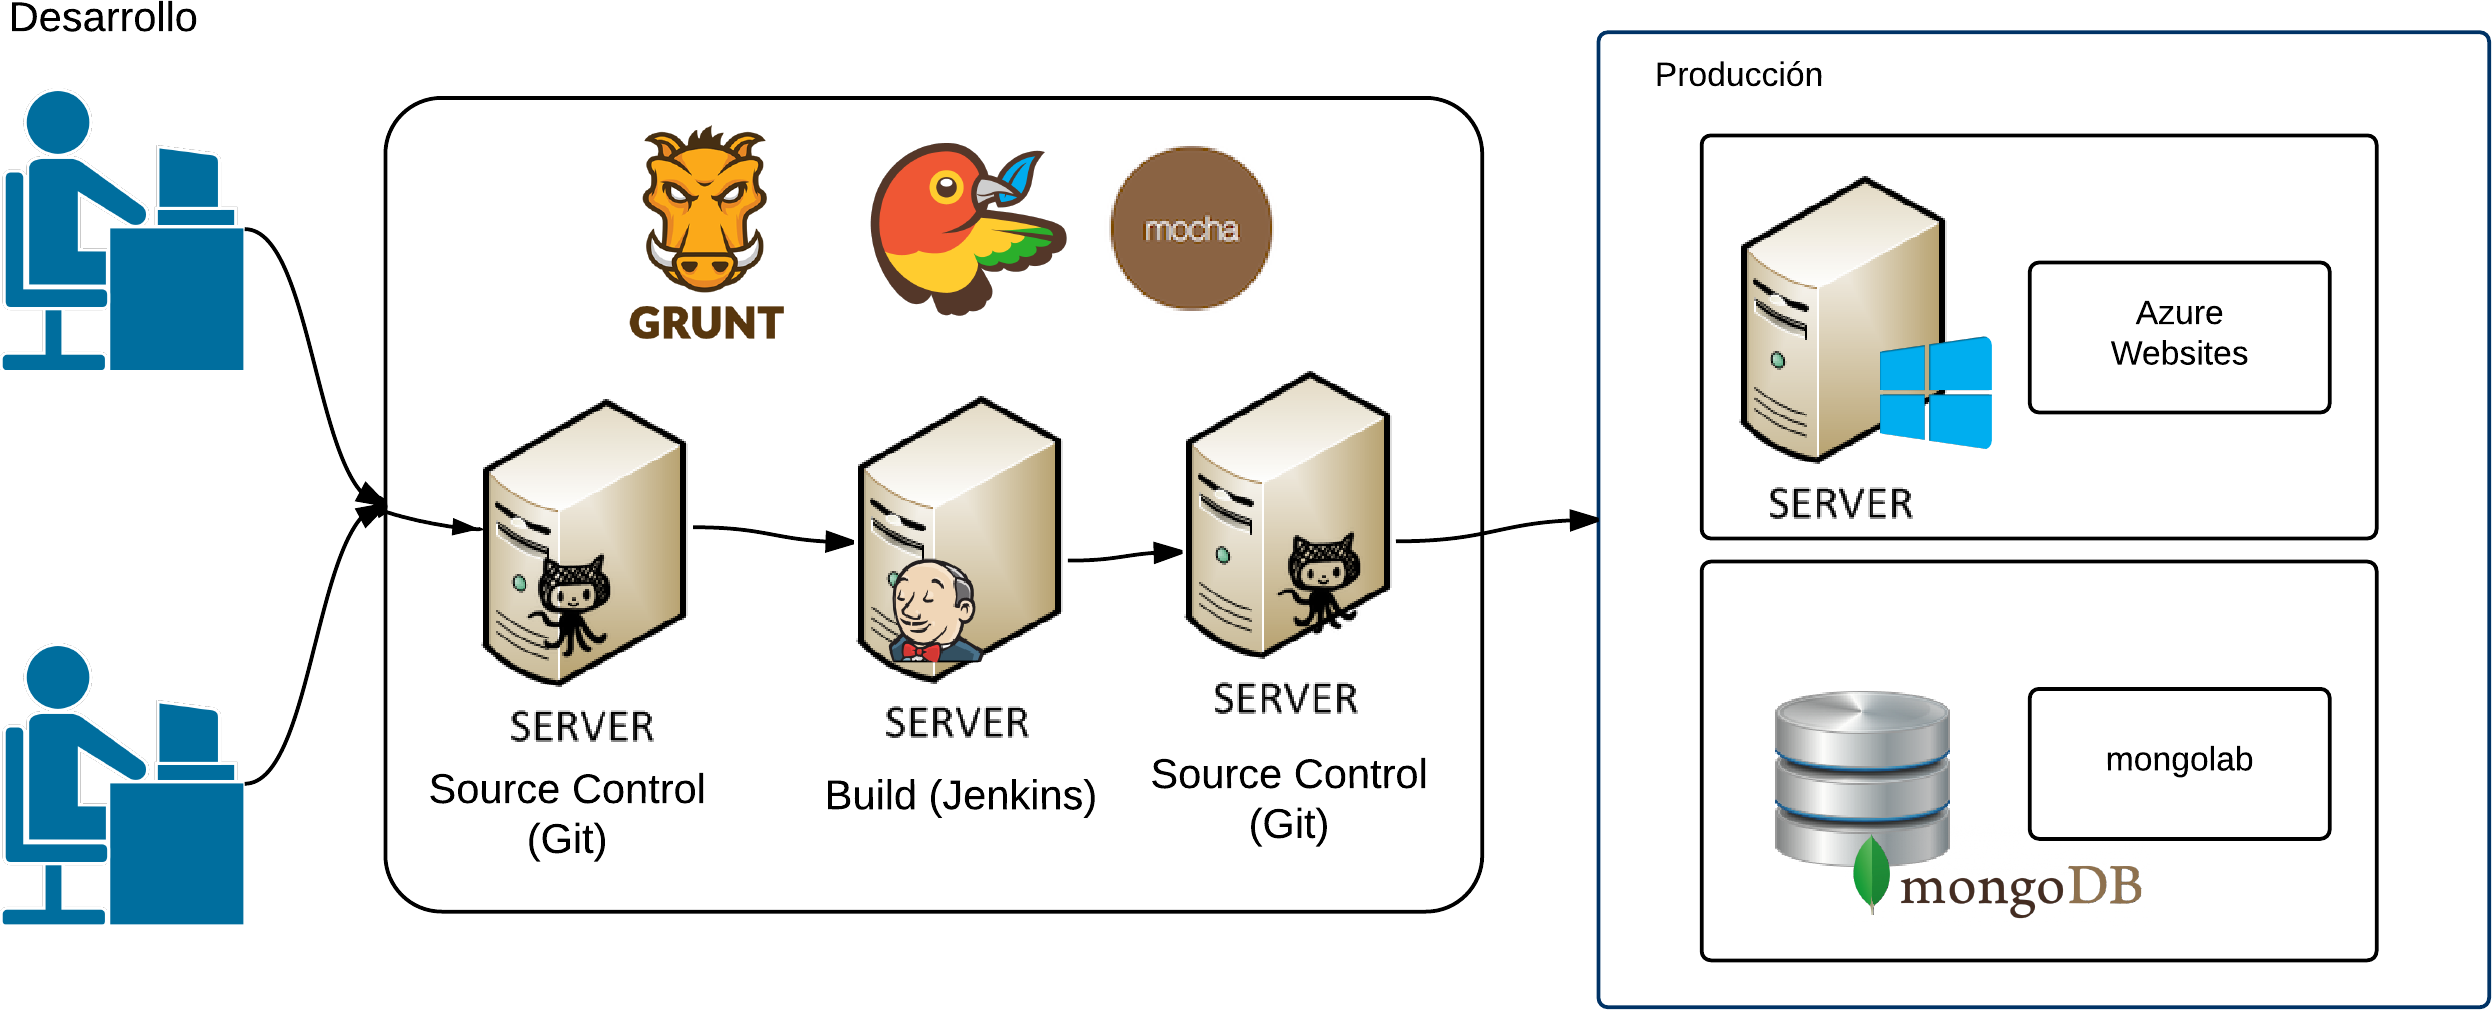 Desarrollo
GRUNT
mocha
SERVER
Source Control
(Git)
SERVER
Build (Jenkins)
SERVER
Source Control
(Git)
Producción
SERVER
Azure
Websites
mongoDB
mongolab